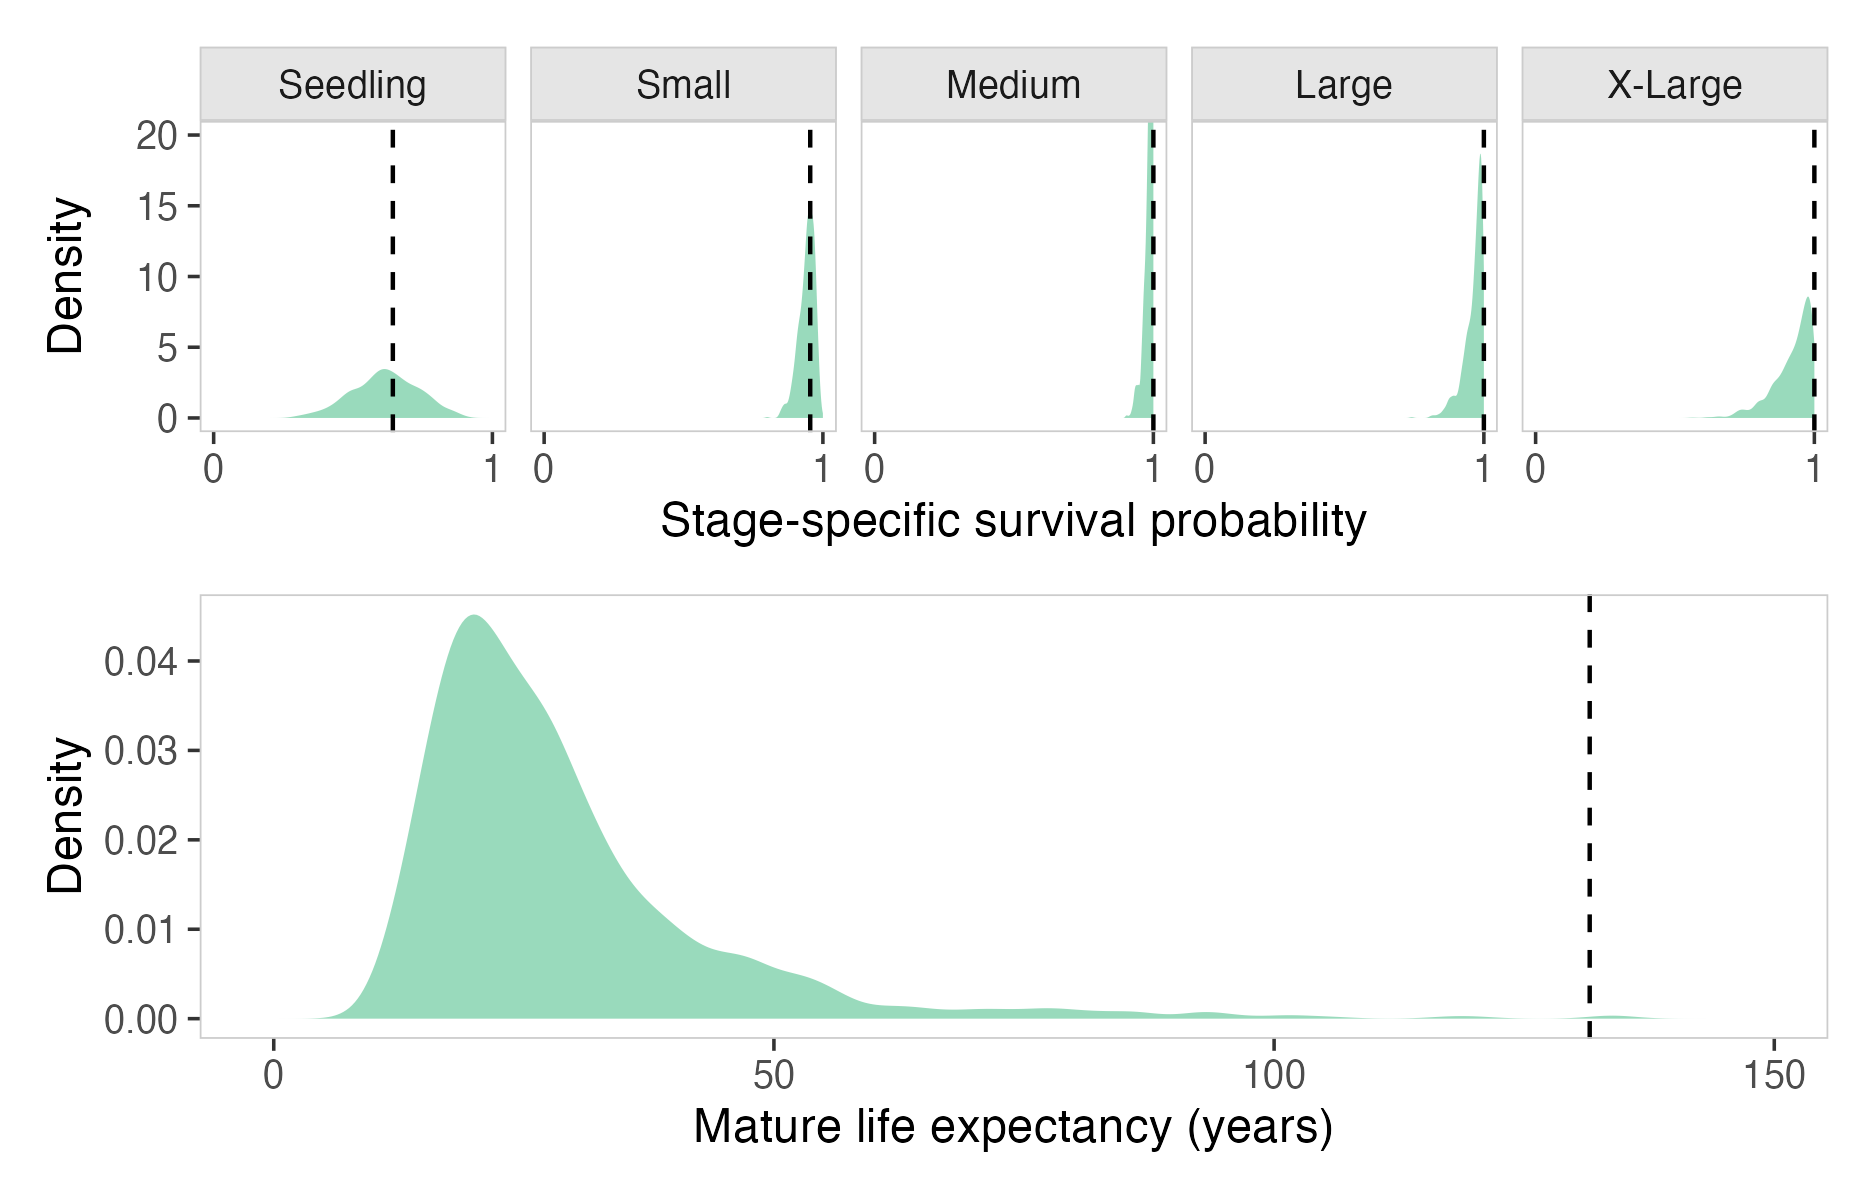 Seedling Small Medium Large X-Large
Density
20
15
10
5
0
0 1 0 1 0 1 0 1 0 1
Stage-specific survival probability
Density
0.04
0.03
0.02
0.01
0.00
0 50 100 150
Mature life expectancy (years)